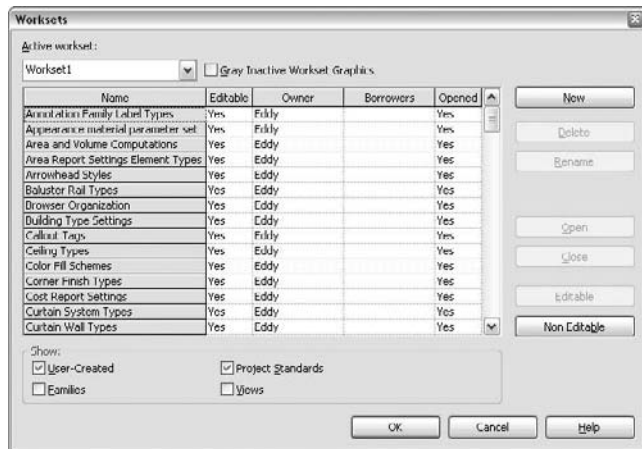 Worksets
Active workset:
Workset1
Gray Inactive Workset Graphics
Name Editable Owner Borrowers Opened
Annotation Family Label Types Yes Eddy Yes
Appearance material parameter set Yes Eddy Yes
Area and Volume Computations Yes Eddy Yes
Area Report Settings Element Types Yes Eddy Yes
Arrowhead Styles Yes Eddy Yes
Baluster Rail Types Yes Eddy Yes
Browser Organization Yes Eddy Yes
Building Type Settings Yes Eddy Yes
Callout Tags Yes Eddy Yes
Ceiling Types Yes Eddy Yes
Color Fill Schemes Yes Eddy Yes
Corner Finish Types Yes Eddy Yes
Cost Report Settings Yes Eddy Yes
Curtain System Types Yes Eddy Yes
Curtain Wall Types Yes Eddy Yes
New
Delete
Rename
Open
Close
Editable
Non Editable
Show:
User-Created
Project Standards
Families
Views
OK
Cancel
Help